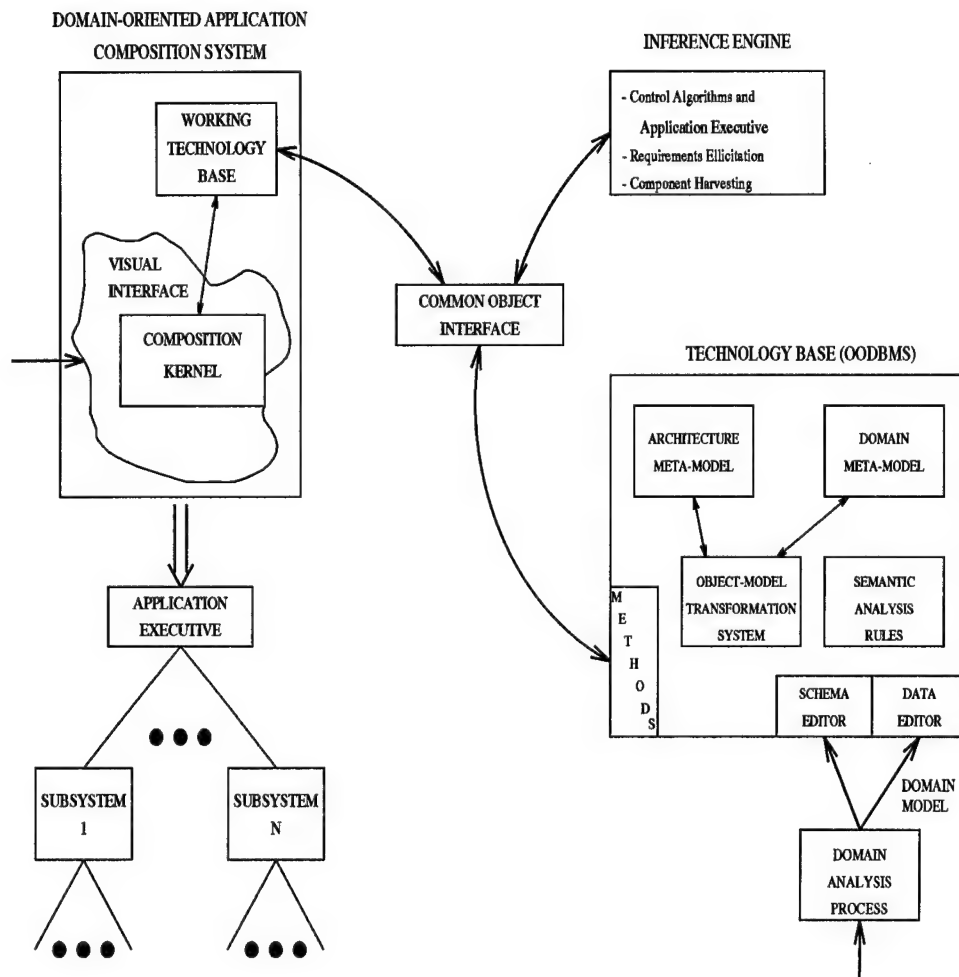 DOMAIN-ORIENTED APPLICATION
COMPOSITION SYSTEM
WORKING
TECHNOLOGY
BASE
VISUAL
INTERFACE
COMPOSITION
KERNEL
APPLICATION
EXECUTIVE
SUBSYSTEM
1
SUBSYSTEM
N
INFERENCE ENGINE
- Control Algorithms and
Application Executive
- Requirements Ellicitation
- Component Harvesting
COMMON OBJECT
INTERFACE
TECHNOLOGY BASE (OODBMS)
ARCHITECTURE
META-MODEL
DOMAIN
META-MODEL
OBJECT-MODEL
TRANSFORMATION
SYSTEM
SEMANTIC
ANALYSIS
RULES
METHODS
SCHEMA
EDITOR
DATA
EDITOR
DOMAIN
MODEL
DOMAIN
ANALYSIS
PROCESS